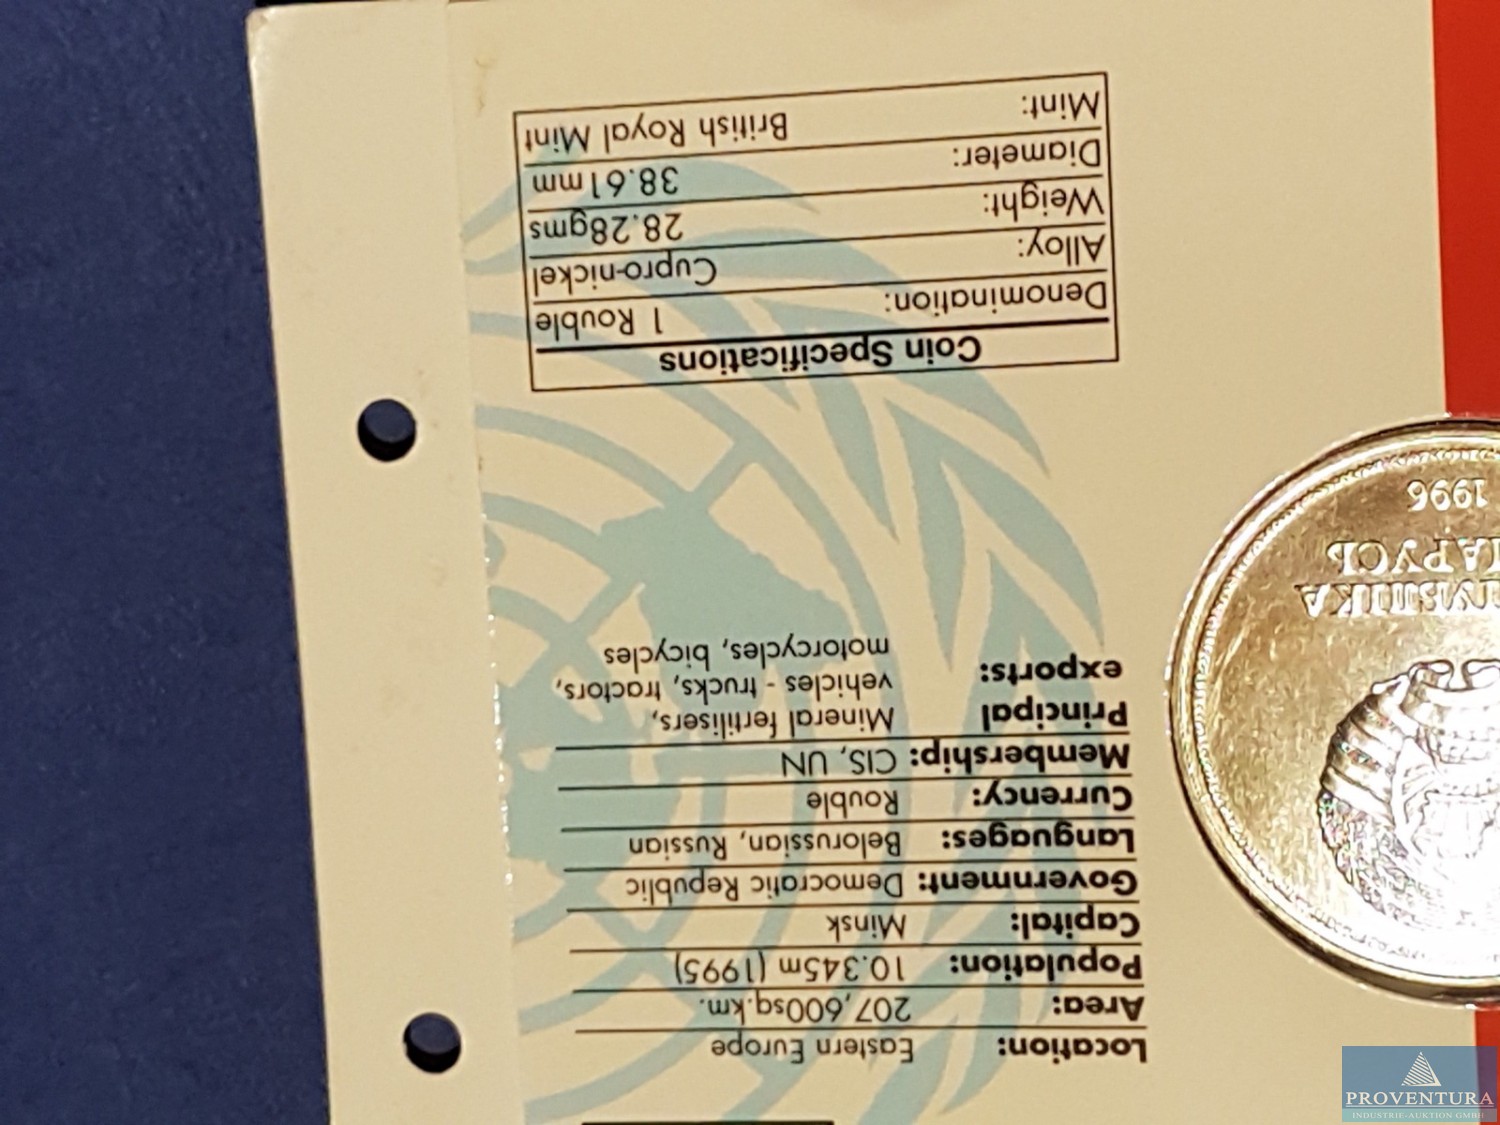 Location: Eastern Europe
Area: 207,600sq.km.
Population: 10.345m (1995)
Capital: Minsk
Government: Democratic Republic
Languages: Belorussian, Russian
Currency: Rouble
Membership: CIS, UN
Principal exports: Mineral fertilisers,
vehicles - trucks, tractors,
motorcycles, bicycles
Coin Specifications
Denomination: 1 Rouble
Alloy: Cupro-nickel
Weight: 28.28gms
Diameter: 38.61mm
Mint: British Royal Mint
ЛАРУСЬ
1996
PROVENTURA
INDUSTRIE-AUKTION GMBH